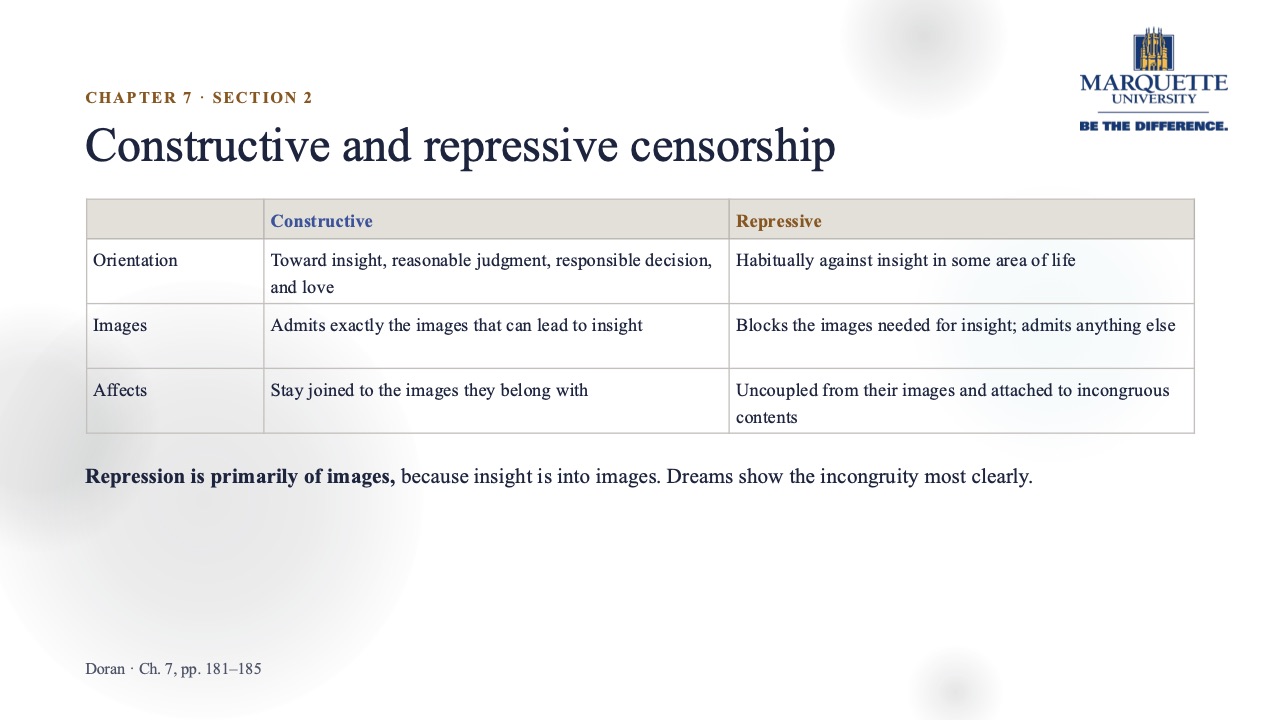 MARQUETTE
UNIVERSITY
BE THE DIFFERENCE.
CHAPTER 7 · SECTION 2
Constructive and repressive censorship
Constructive
Repressive
Orientation
Toward insight, reasonable judgment, responsible decision,
and love
Habitually against insight in some area of life
Images
Admits exactly the images that can lead to insight
Blocks the images needed for insight; admits anything else
Affects
Stay joined to the images they belong with
Uncoupled from their images and attached to incongruous
contents
Repression is primarily of images, because insight is into images. Dreams show the incongruity most clearly.
Doran · Ch. 7, pp. 181–185